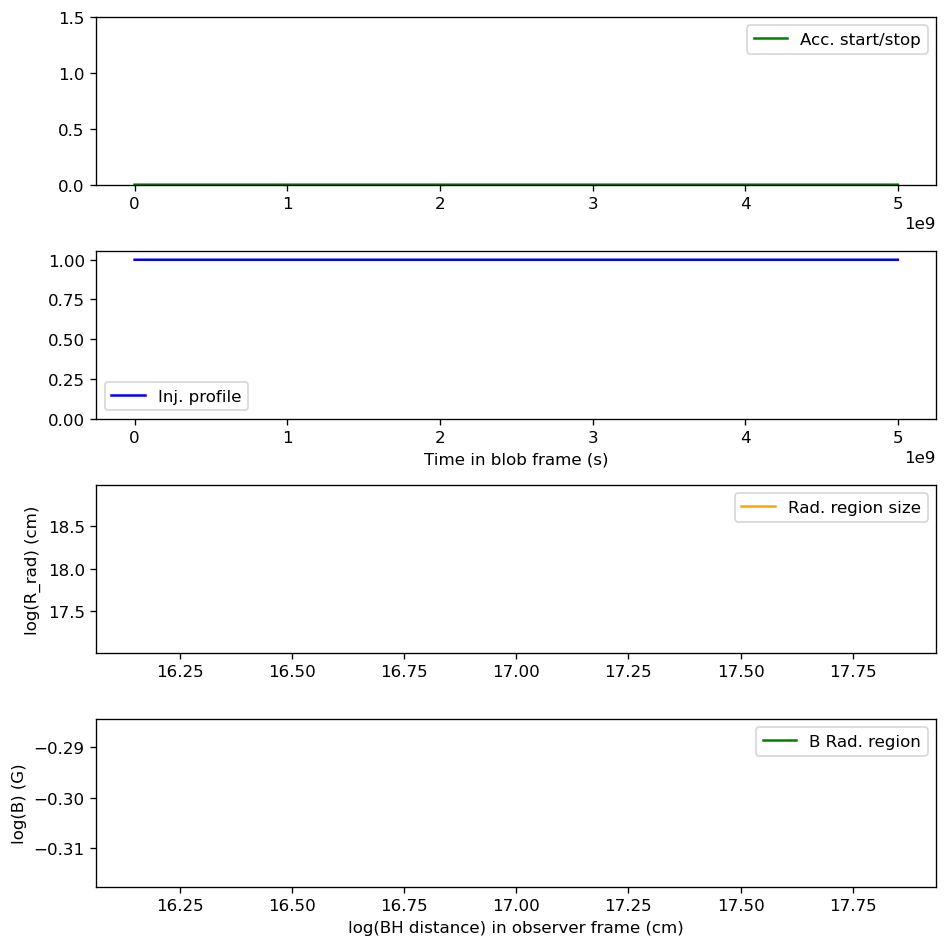 1.5
Acc. start/stop
1.0
0.5
0.0
0 1 2 3 4 5
1e9
1.00
0.75
0.50
0.25
Inj. profile
0.00
0 1 2 3 4 5
Time in blob frame (s)
1e9
log(R_rad) (cm)
Rad. region size
18.5
18.0
17.5
16.25 16.50 16.75 17.00 17.25 17.50 17.75
log(B) (G)
B Rad. region
−0.29
−0.30
−0.31
16.25 16.50 16.75 17.00 17.25 17.50 17.75
log(BH distance) in observer frame (cm)